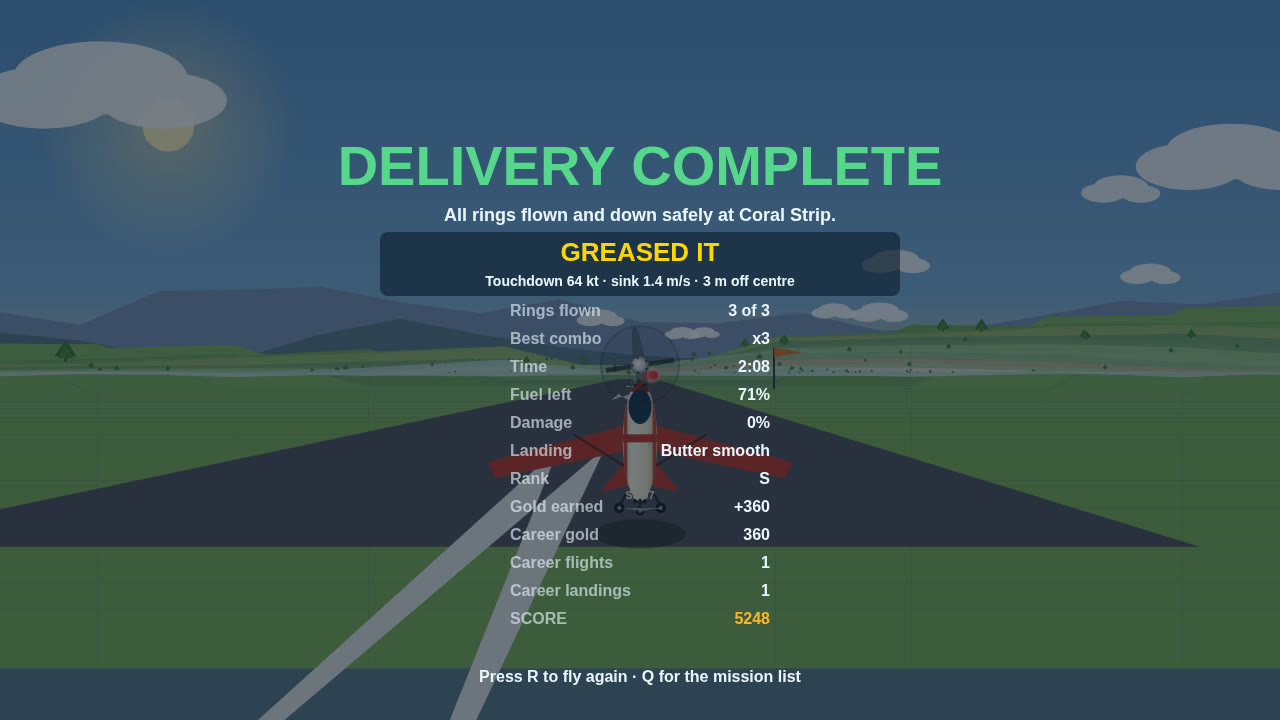 DELIVERY COMPLETE
All rings flown and down safely at Coral Strip.
GREASED IT
Touchdown 64 kt · sink 1.4 m/s · 3 m off centre
Rings flown 3 of 3
Best combo x3
Time 2:08
Fuel left 71%
Damage 0%
Landing Butter smooth
Rank S
Gold earned +360
Career gold 360
Career flights 1
Career landings 1
SCORE 5248
Press R to fly again · Q for the mission list